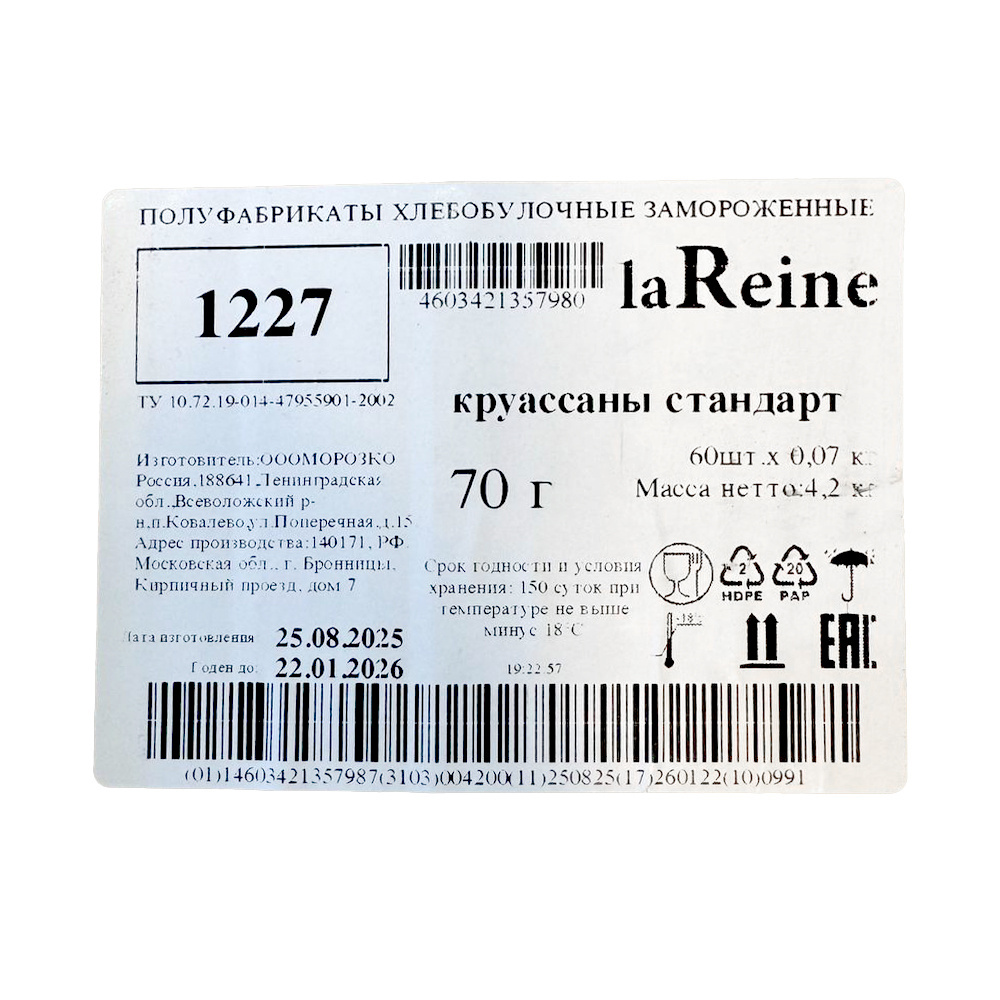 ПОЛУФАБРИКАТЫ ХЛЕБОБУЛОЧНЫЕ ЗАМОРОЖЕННЫЕ
1227
4603421357980
laReine
ТУ 10.72.19-014-47955901-2002
круассаны стандарт
70 г
60шт.х 0,07 кг
Масса нетто:4,2 кг
Изготовитель:ОООМОРОЗКО
Россия,188641,Ленинградская
обл.,Всеволожский р-
н,п.Ковалево,ул.Поперечная,д.15
Адрес производства:140171, РФ,
Московская обл., г. Бронницы,
Кирпичный проезд, дом 7
Срок годности и условия
хранения: 150 суток при
температуре не выше
минус 18°С
2
HDPE
20
PAP
-18°C
EAC
Дата изготовления 25.08.2025
Годен до: 22.01.2026
19:22:57
(01)14603421357987(3103)004200(11)250825(17)260122(10)0991